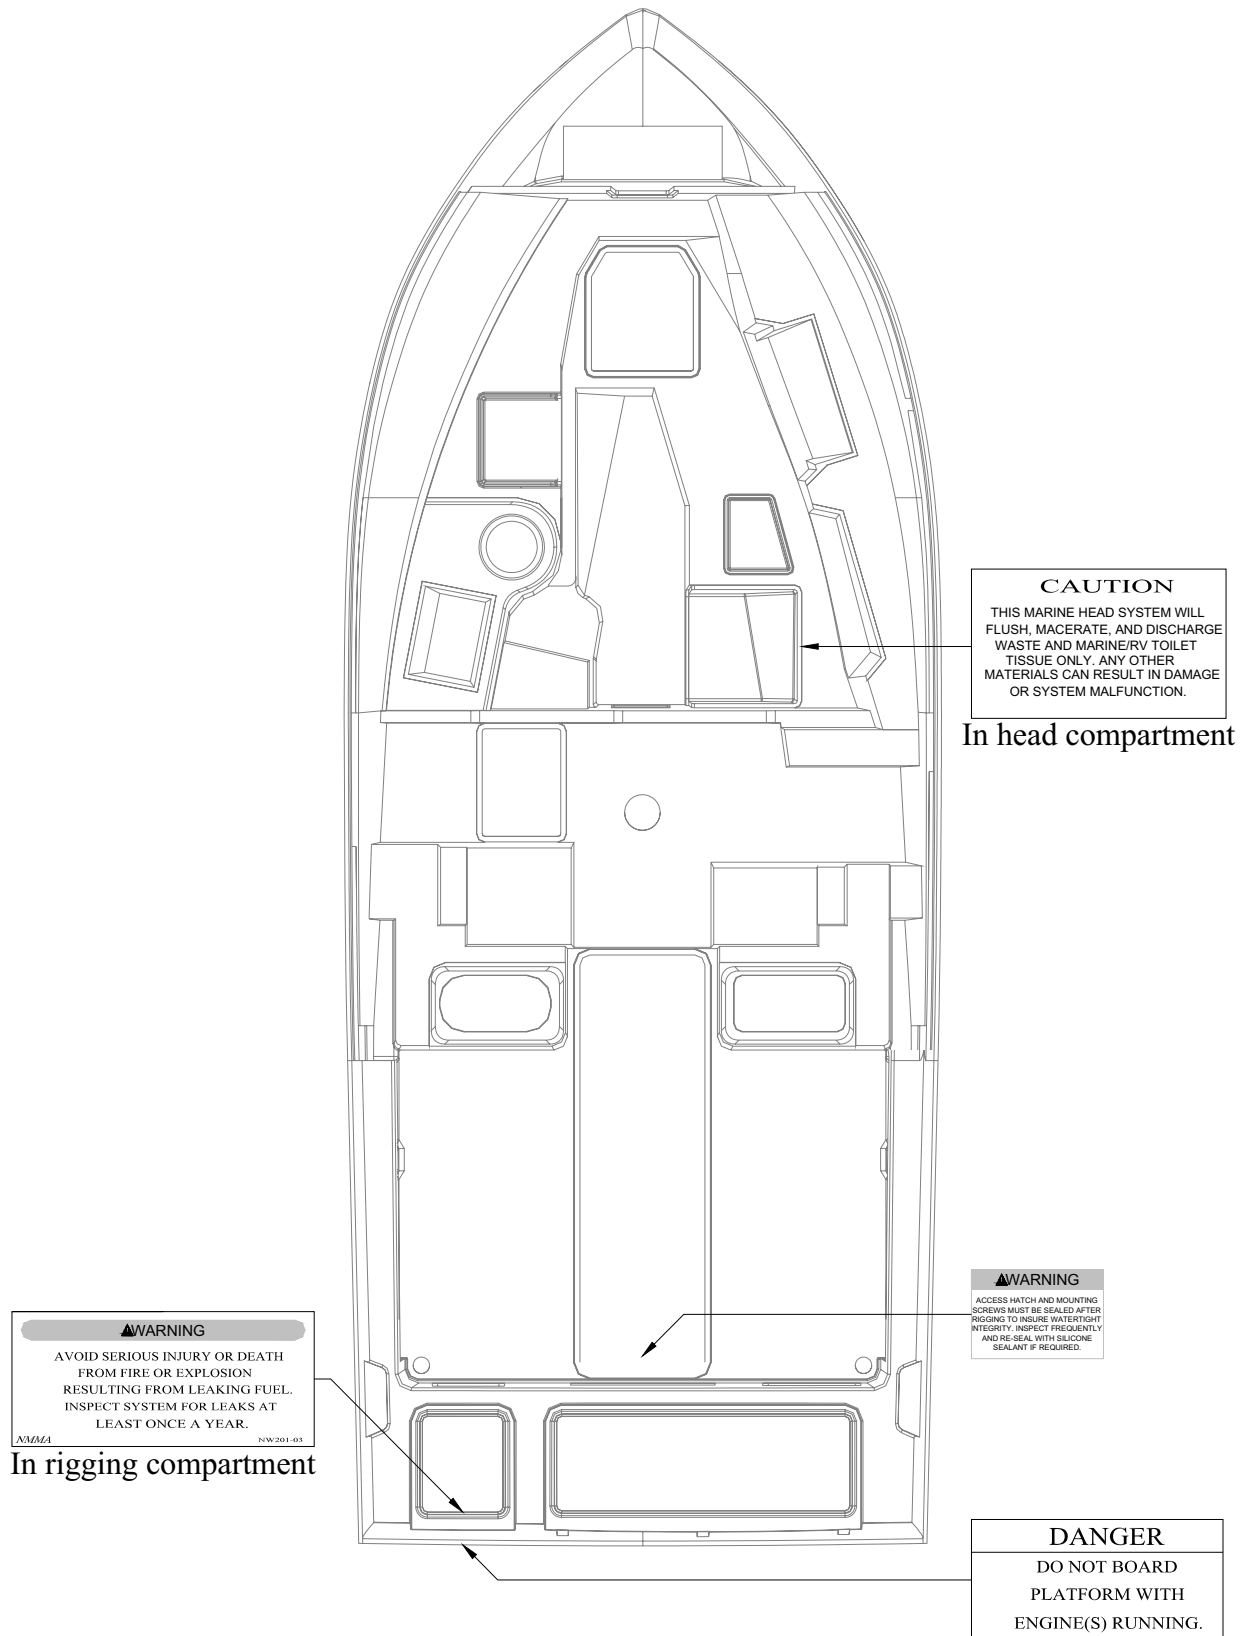 CAUTION
THIS MARINE HEAD SYSTEM WILL
FLUSH, MACERATE, AND DISCHARGE
WASTE AND MARINE/RV TOILET
TISSUE ONLY. ANY OTHER
MATERIALS CAN RESULT IN DAMAGE
OR SYSTEM MALFUNCTION.
In head compartment
WARNING
ACCESS HATCH AND MOUNTING
SCREWS MUST BE SEALED AFTER
RIGGING TO INSURE WATERTIGHT
INTEGRITY. INSPECT FREQUENTLY
AND RE-SEAL WITH SILICONE
SEALANT IF REQUIRED.
WARNING
AVOID SERIOUS INJURY OR DEATH
FROM FIRE OR EXPLOSION
RESULTING FROM LEAKING FUEL.
INSPECT SYSTEM FOR LEAKS AT
LEAST ONCE A YEAR.
NMMA NW201-03
In rigging compartment
DANGER
DO NOT BOARD
PLATFORM WITH
ENGINE(S) RUNNING.